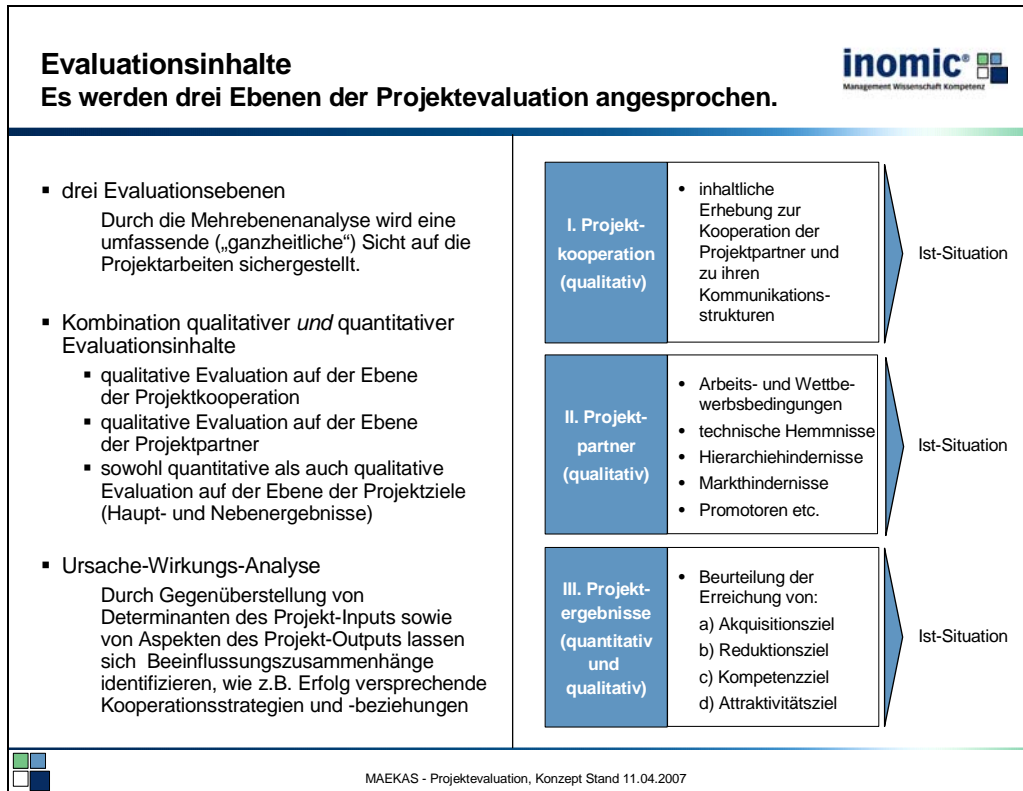 Evaluationsinhalte
Es werden drei Ebenen der Projektevaluation angesprochen.
inomic®
Management Wissenschaft Kompetenz
▪ drei Evaluationsebenen
Durch die Mehrebenenanalyse wird eine
umfassende („ganzheitliche“) Sicht auf die
Projektarbeiten sichergestellt.
▪ Kombination qualitativer und quantitativer
Evaluationsinhalte
▪ qualitative Evaluation auf der Ebene
der Projektkooperation
▪ qualitative Evaluation auf der Ebene
der Projektpartner
▪ sowohl quantitative als auch qualitative
Evaluation auf der Ebene der Projektziele
(Haupt- und Nebenergebnisse)
▪ Ursache-Wirkungs-Analyse
Durch Gegenüberstellung von
Determinanten des Projekt-Inputs sowie
von Aspekten des Projekt-Outputs lassen
sich Beeinflussungszusammenhänge
identifizieren, wie z.B. Erfolg versprechende
Kooperationsstrategien und -beziehungen
I. Projekt-
kooperation
(qualitativ)
• inhaltliche
Erhebung zur
Kooperation der
Projektpartner und
zu ihren
Kommunikations-
strukturen
Ist-Situation
II. Projekt-
partner
(qualitativ)
• Arbeits- und Wettbe-
werbsbedingungen
• technische Hemmnisse
• Hierarchiehindernisse
• Markthindernisse
• Promotoren etc.
Ist-Situation
III. Projekt-
ergebnisse
(quantitativ
und
qualitativ)
• Beurteilung der
Erreichung von:
a) Akquisitionsziel
b) Reduktionsziel
c) Kompetenzziel
d) Attraktivitätsziel
Ist-Situation
MAEKAS - Projektevaluation, Konzept Stand 11.04.2007